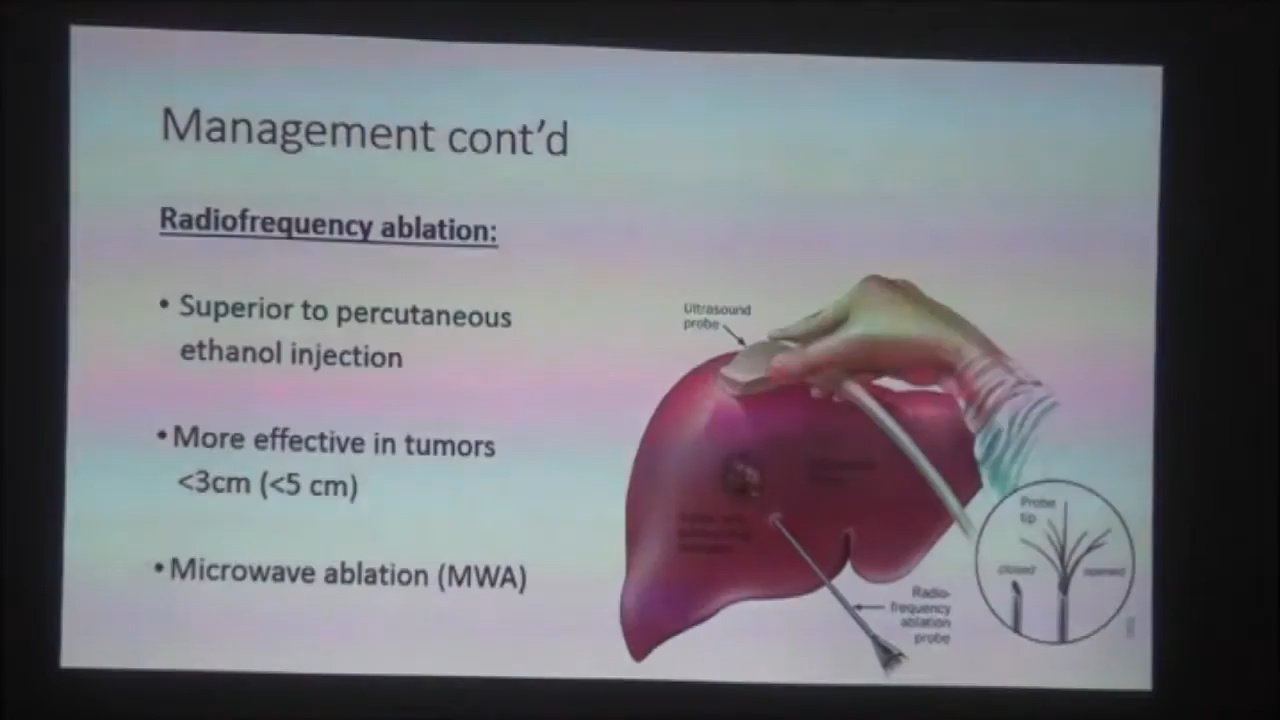 Management cont’d
Radiofrequency ablation:
• Superior to percutaneous
ethanol injection
• More effective in tumors
<3cm (<5 cm)
• Microwave ablation (MWA)
Ultrasound
probe
Probe
tip
closed
opened
Radio-
frequency
ablation
probe